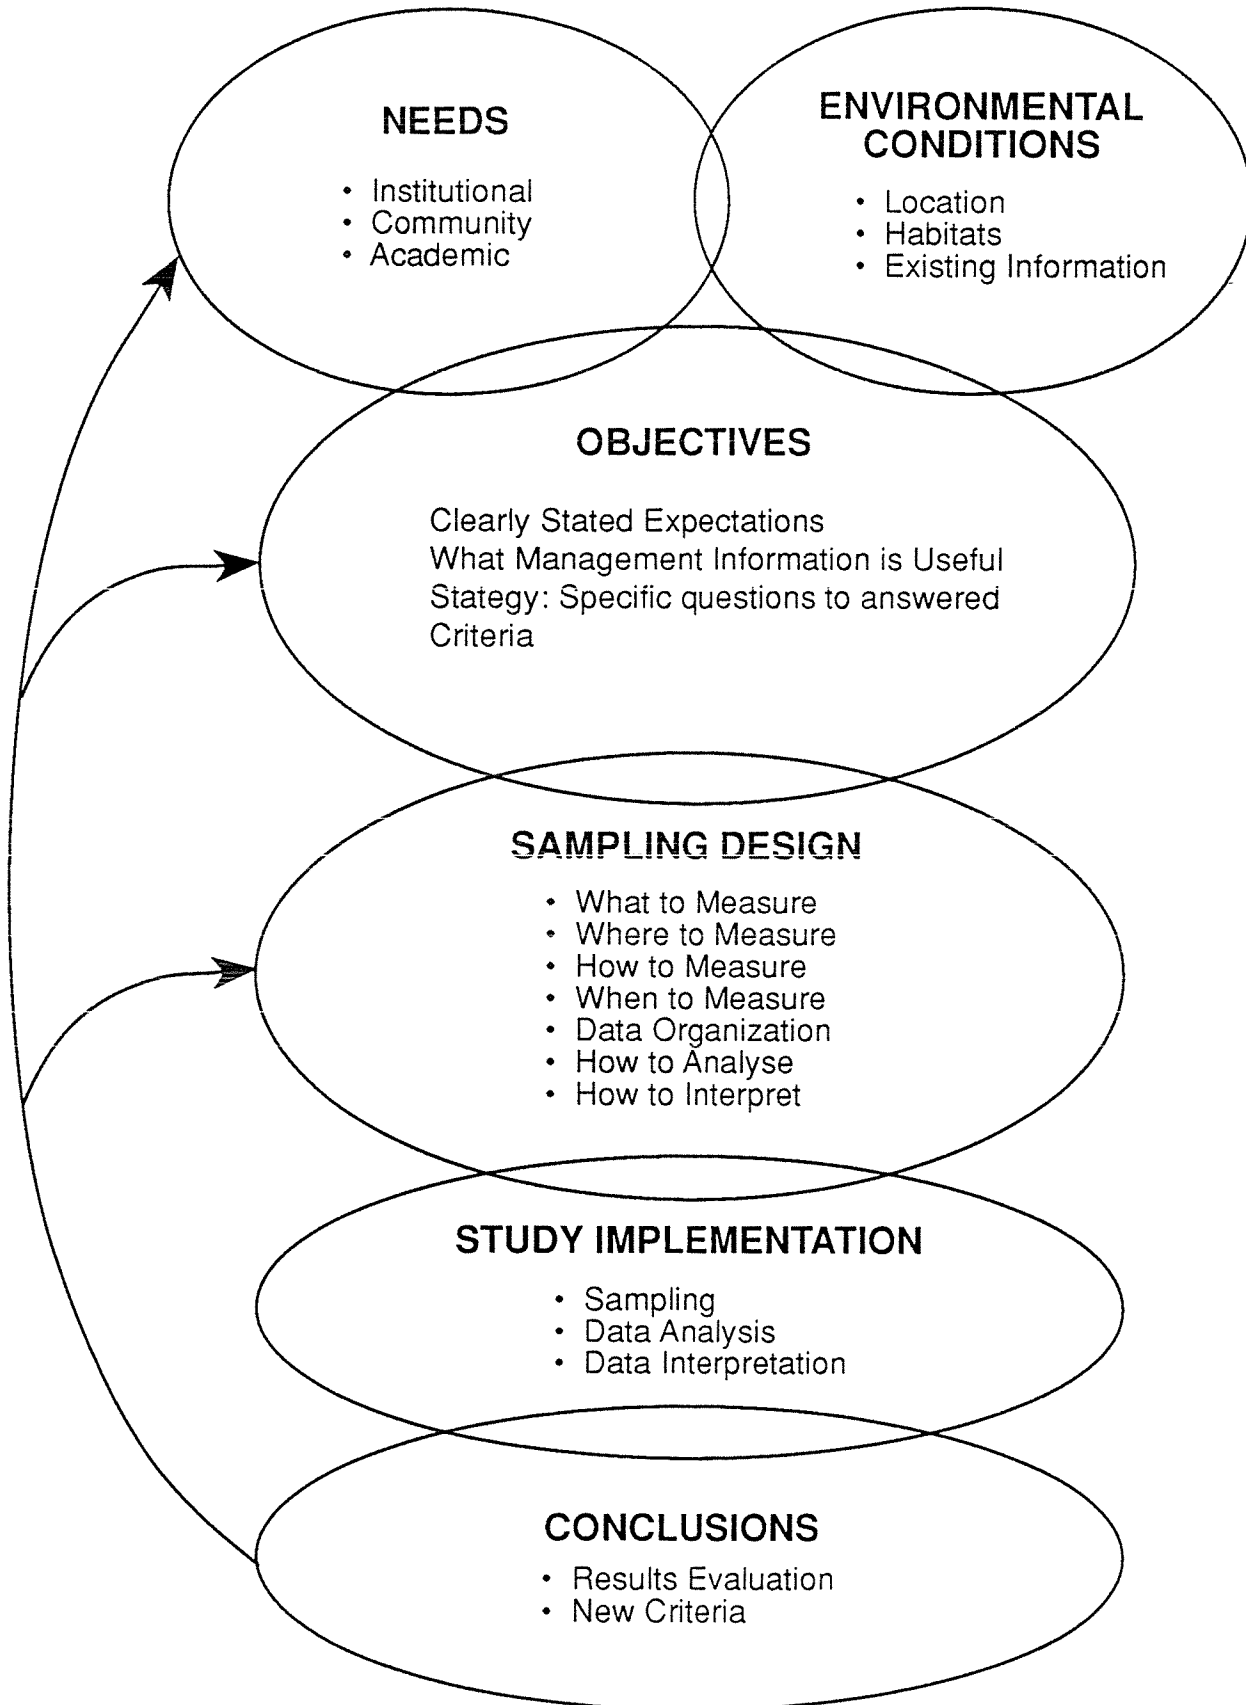 NEEDS
• Institutional
• Community
• Academic
ENVIRONMENTAL
CONDITIONS
• Location
• Habitats
• Existing Information
OBJECTIVES
Clearly Stated Expectations
What Management Information is Useful
Stategy: Specific questions to answered
Criteria
SAMPLING DESIGN
• What to Measure
• Where to Measure
• How to Measure
• When to Measure
• Data Organization
• How to Analyse
• How to Interpret
STUDY IMPLEMENTATION
• Sampling
• Data Analysis
• Data Interpretation
CONCLUSIONS
• Results Evaluation
• New Criteria